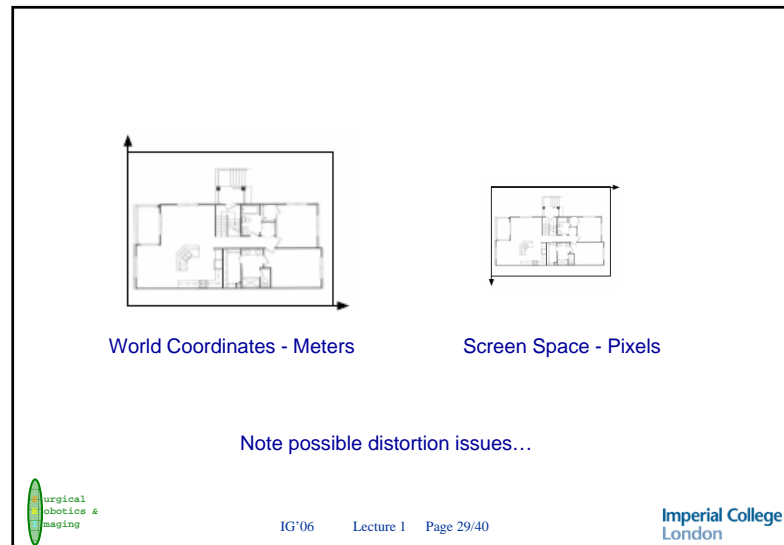 World Coordinates - Meters
Screen Space - Pixels
Note possible distortion issues…
urgical
obotics &
maging
IG'06 Lecture 1 Page 29/40
Imperial College
London